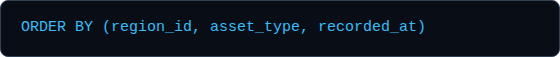 ORDER BY (region_id, asset_type, recorded_at)